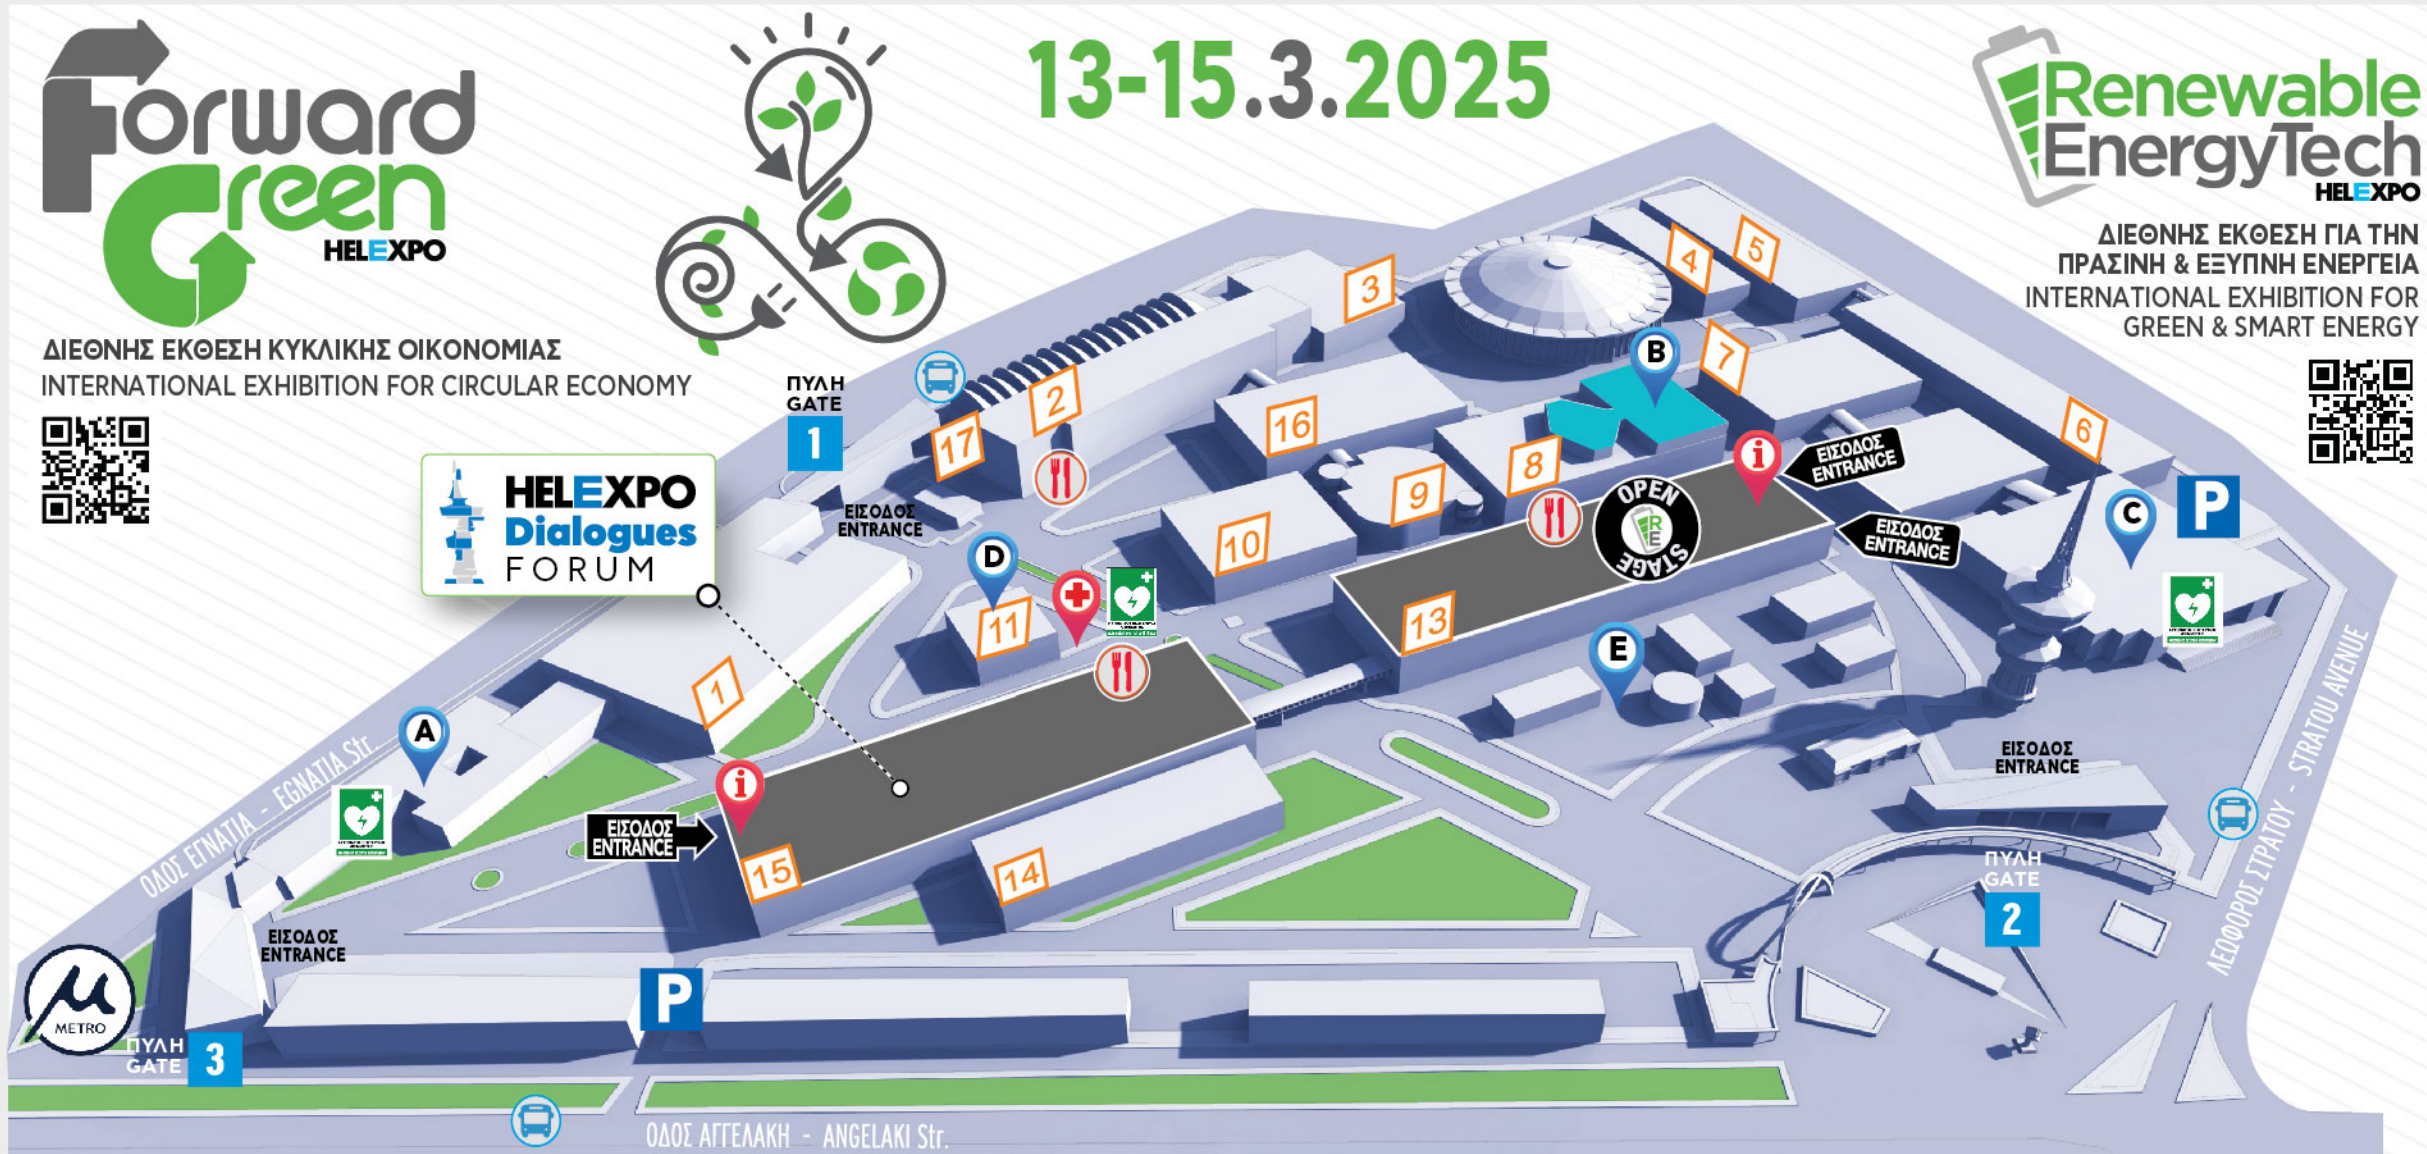 Forward
Green
HELEXPO
ΔΙΕΘΝΗΣ ΕΚΘΕΣΗ ΚΥΚΛΙΚΗΣ ΟΙΚΟΝΟΜΙΑΣ
INTERNATIONAL EXHIBITION FOR CIRCULAR ECONOMY
13-15.3.2025
Renewable
EnergyTech
HELEXPO
ΔΙΕΘΝΗΣ ΕΚΘΕΣΗ ΓΙΑ ΤΗΝ
ΠΡΑΣΙΝΗ & ΕΞΥΠΝΗ ΕΝΕΡΓΕΙΑ
INTERNATIONAL EXHIBITION FOR
GREEN & SMART ENERGY
HELEXPO
Dialogues
FORUM
ΠΥΛΗ
GATE
1
ΕΙΣΟΔΟΣ
ENTRANCE
17
2
3
4
5
B
7
6
16
8
9
10
i
ΕΙΣΟΔΟΣ
ENTRANCE
ΕΙΣΟΔΟΣ
ENTRANCE
OPEN
RE
STAGE
C
P
D
11
13
E
1
A
i
ΕΙΣΟΔΟΣ
ENTRANCE
15
14
ΕΙΣΟΔΟΣ
ENTRANCE
ΠΥΛΗ
GATE
2
ΟΔΟΣ ΕΓΝΑΤΙΑ - EGNATIA Str.
ΛΕΩΦΟΡΟΣ ΣΤΡΑΤΟΥ - STRATOU AVENUE
ΕΙΣΟΔΟΣ
ENTRANCE
μ
METRO
ΠΥΛΗ
GATE
3
P
ΟΔΟΣ ΑΓΓΕΛΑΚΗ - ANGELAKI Str.